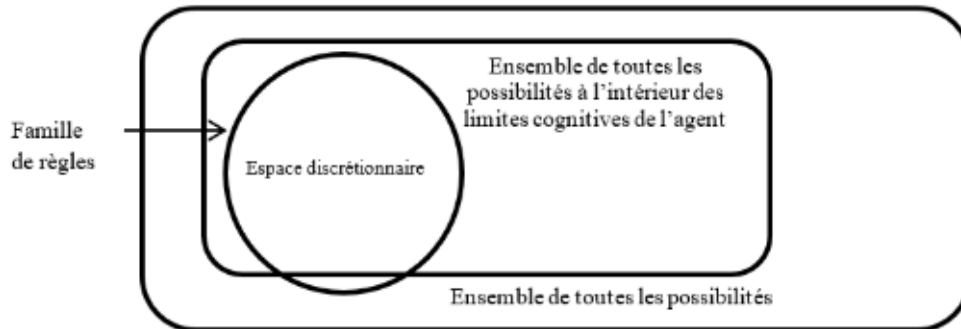 Ensemble de toutes les
possibilités à l'intérieur des
limites cognitives de l'agent
Famille
de règles
Espace discrétionnaire
Ensemble de toutes les possibilités